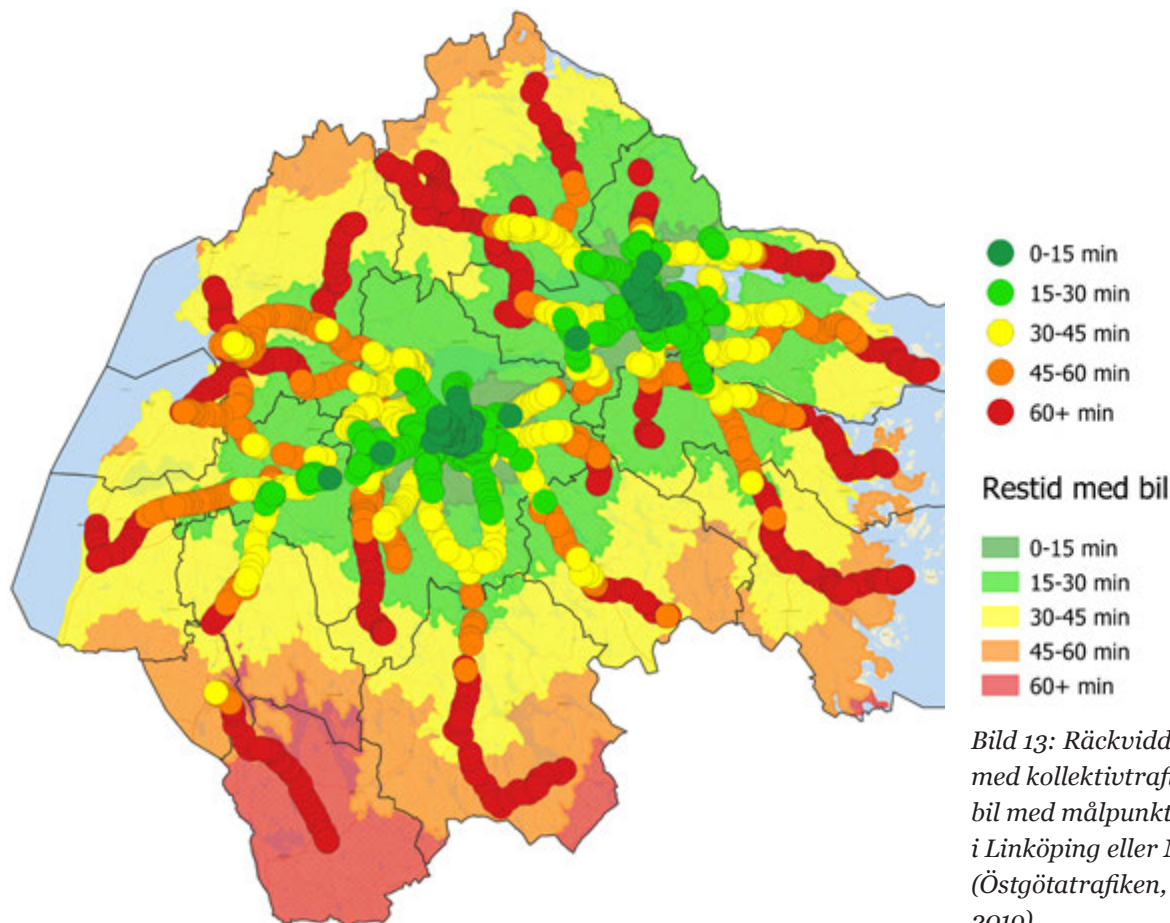 0-15 min
15-30 min
30-45 min
45-60 min
60+ min
Restid med bil
0-15 min
15-30 min
30-45 min
45-60 min
60+ min
Bild 13: Räckvidd
med kollektivtrafi
bil med målpunkt
i Linköping eller
(Östgötatrafiken,
2019)